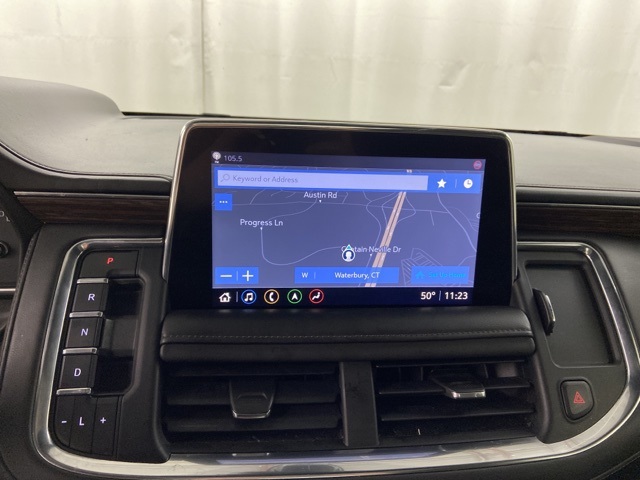 105.5
Keyword or Address
Austin Rd
Progress Ln
Captain Neville Dr
W Waterbury, CT
50° 11:23
P
R
N
D
- L +